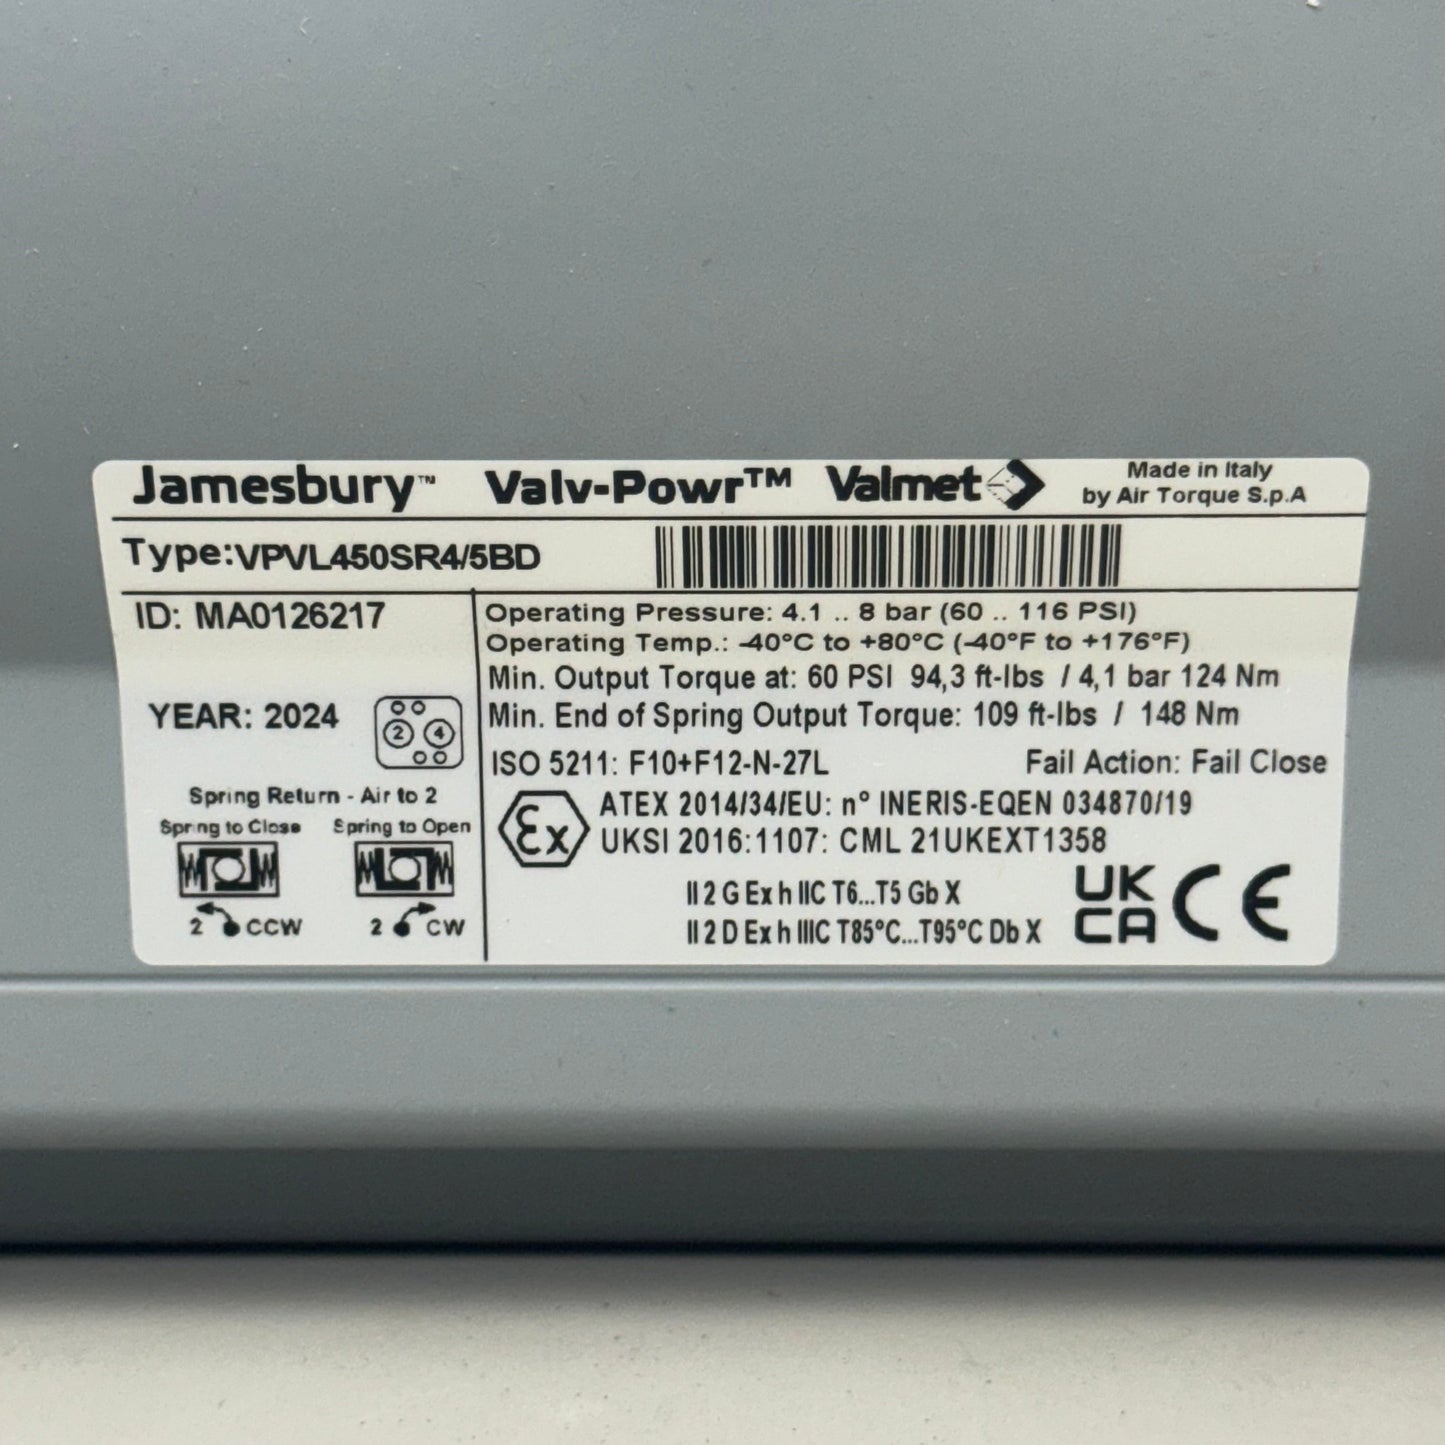 Jamesbury™ Valv-Powr™ Valmet
Made in Italy
by Air Torque S.p.A
Type:VPVL450SR4/5BD
ID: MA0126217
YEAR: 2024
2 4
Spring Return - Air to 2
Spring to Close Spring to Open
2 CCW 2 CW
Operating Pressure: 4.1 .. 8 bar (60 .. 116 PSI)
Operating Temp.: -40°C to +80°C (-40°F to +176°F)
Min. Output Torque at: 60 PSI 94,3 ft-lbs / 4,1 bar 124 Nm
Min. End of Spring Output Torque: 109 ft-lbs / 148 Nm
ISO 5211: F10+F12-N-27L Fail Action: Fail Close
Ex
ATEX 2014/34/EU: n° INERIS-EQEN 034870/19
UKSI 2016:1107: CML 21UKEXT1358
II 2 G Ex h IIC T6...T5 Gb X
II 2 D Ex h IIIC T85°C...T95°C Db X
UK
CA
CE